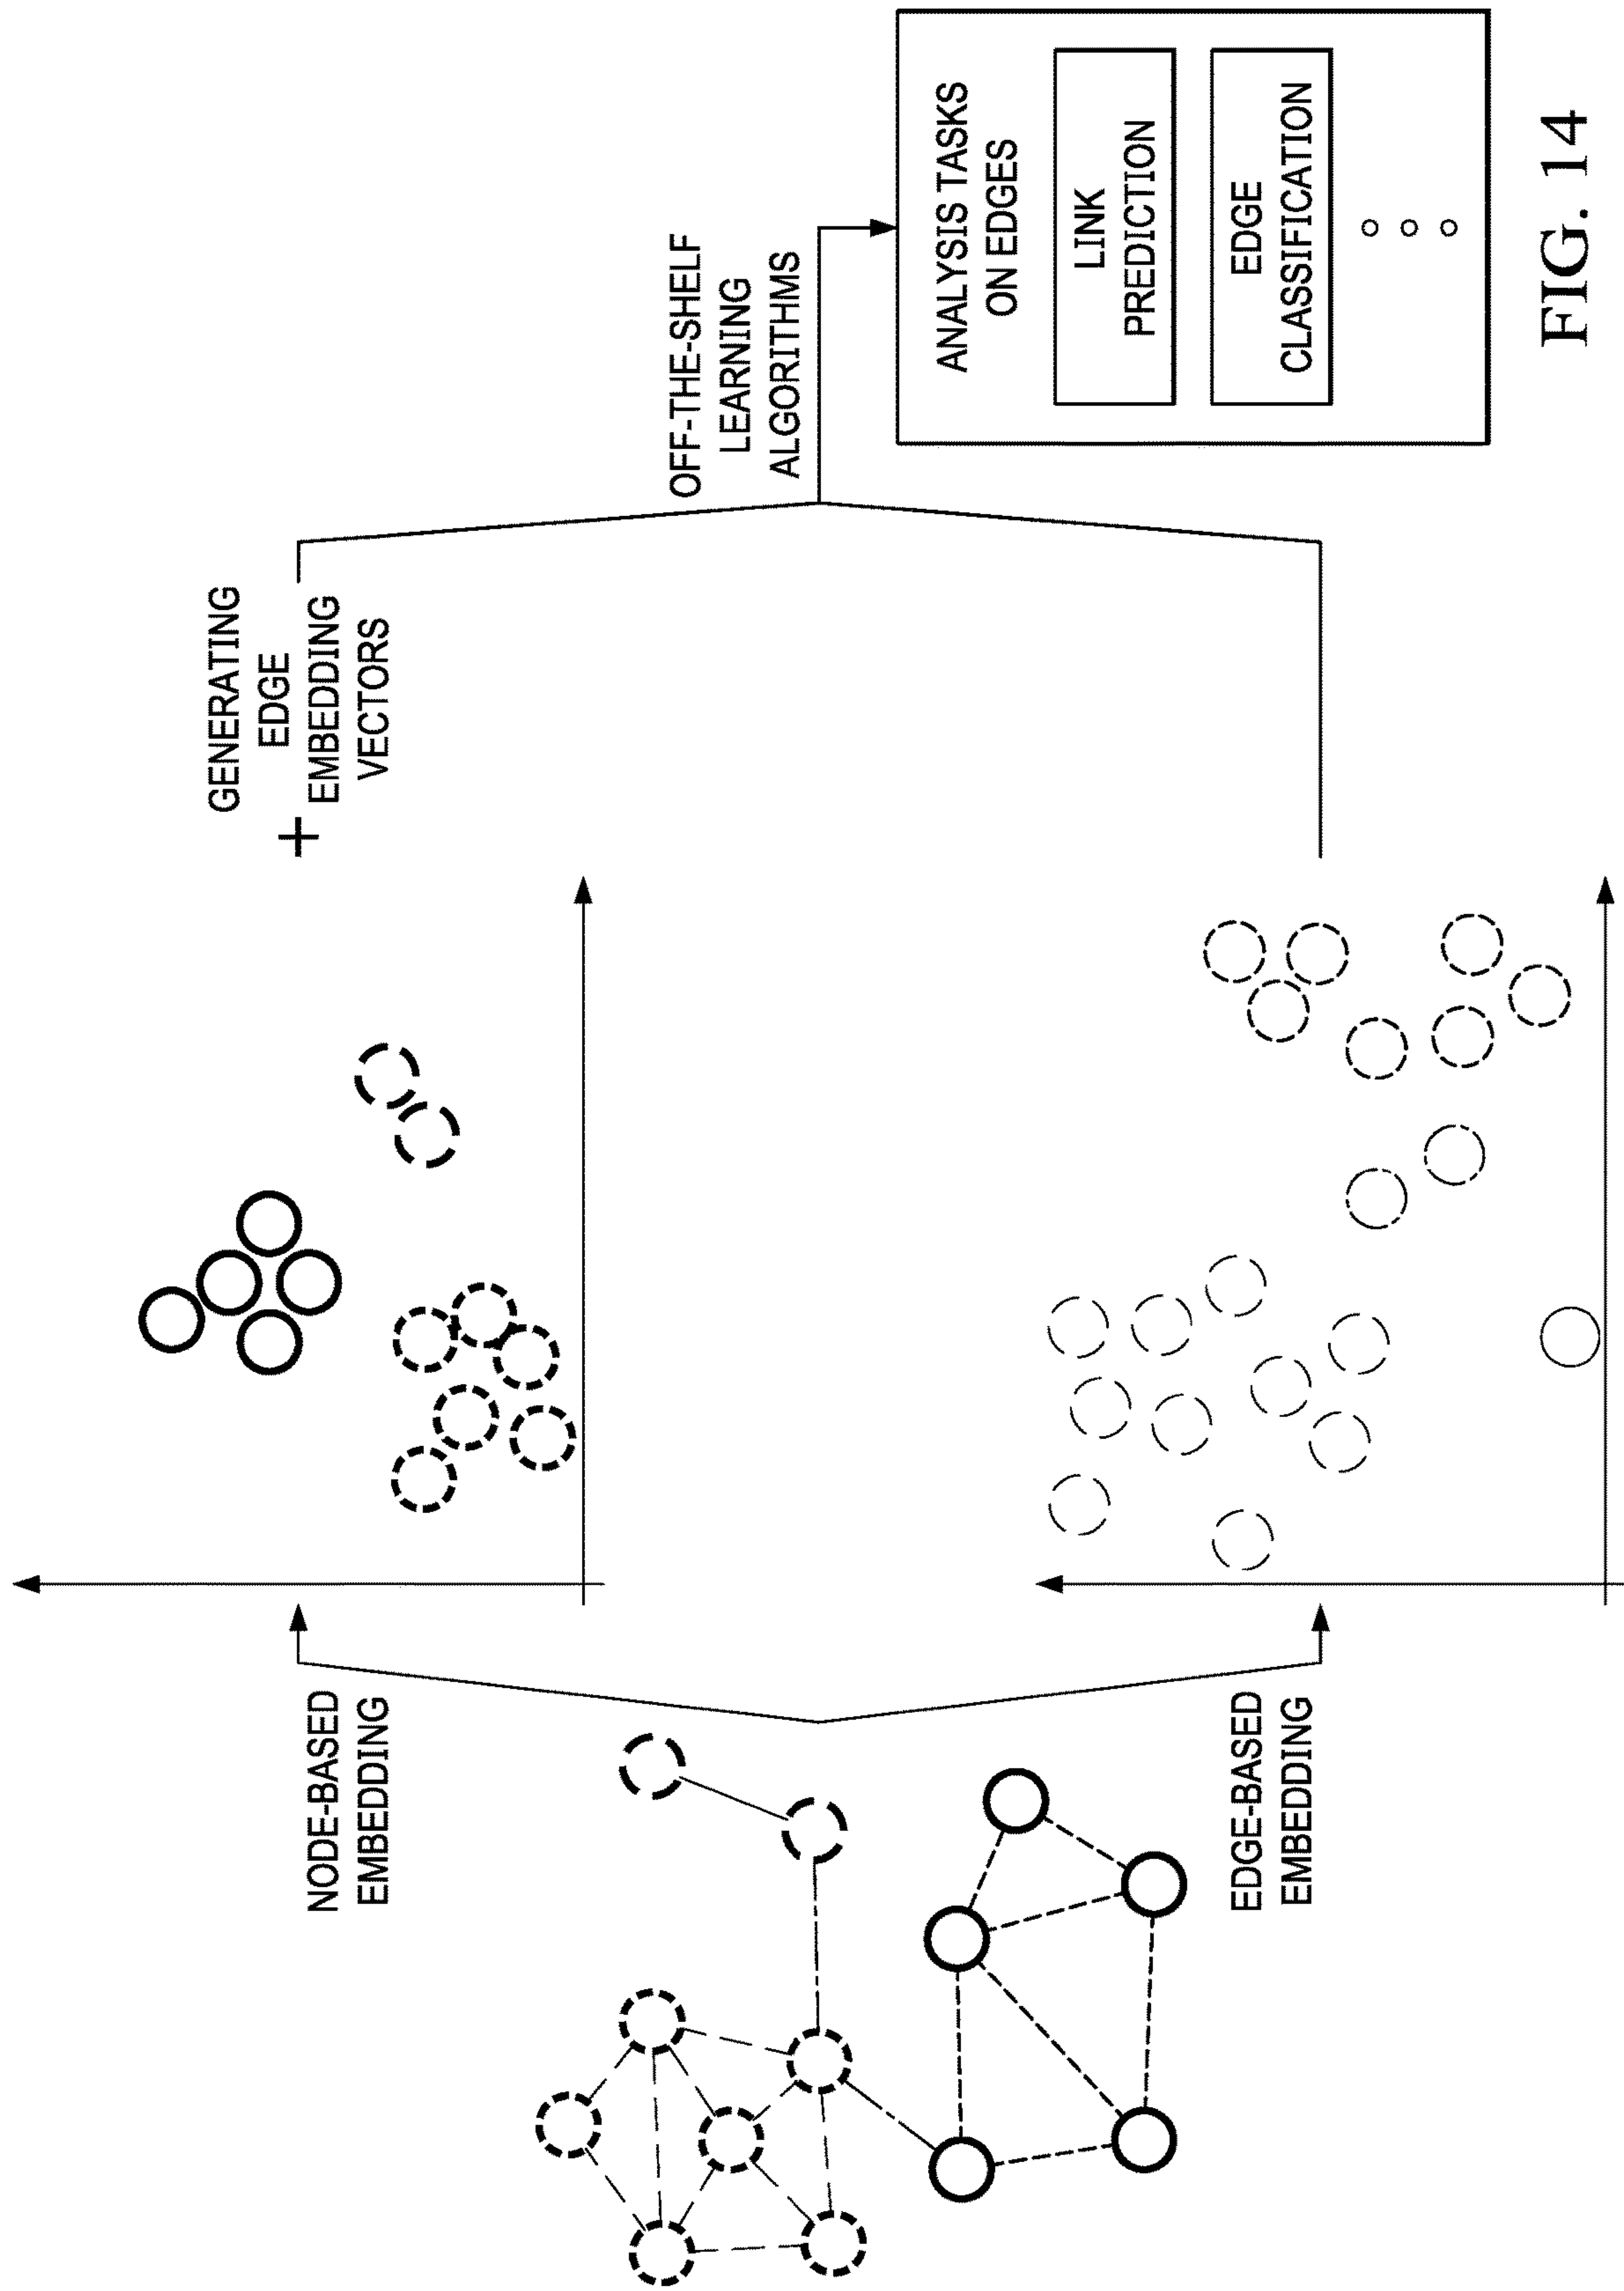 NODE-BASED
EMBEDDING
EDGE-BASED
EMBEDDING
GENERATING
EDGE
EMBEDDING
VECTORS
+
OFF-THE-SHELF
LEARNING
ALGORITHMS
ANALYSIS TASKS
ON EDGES
LINK
PREDICTION
EDGE
CLASSIFICATION
FIG. 14